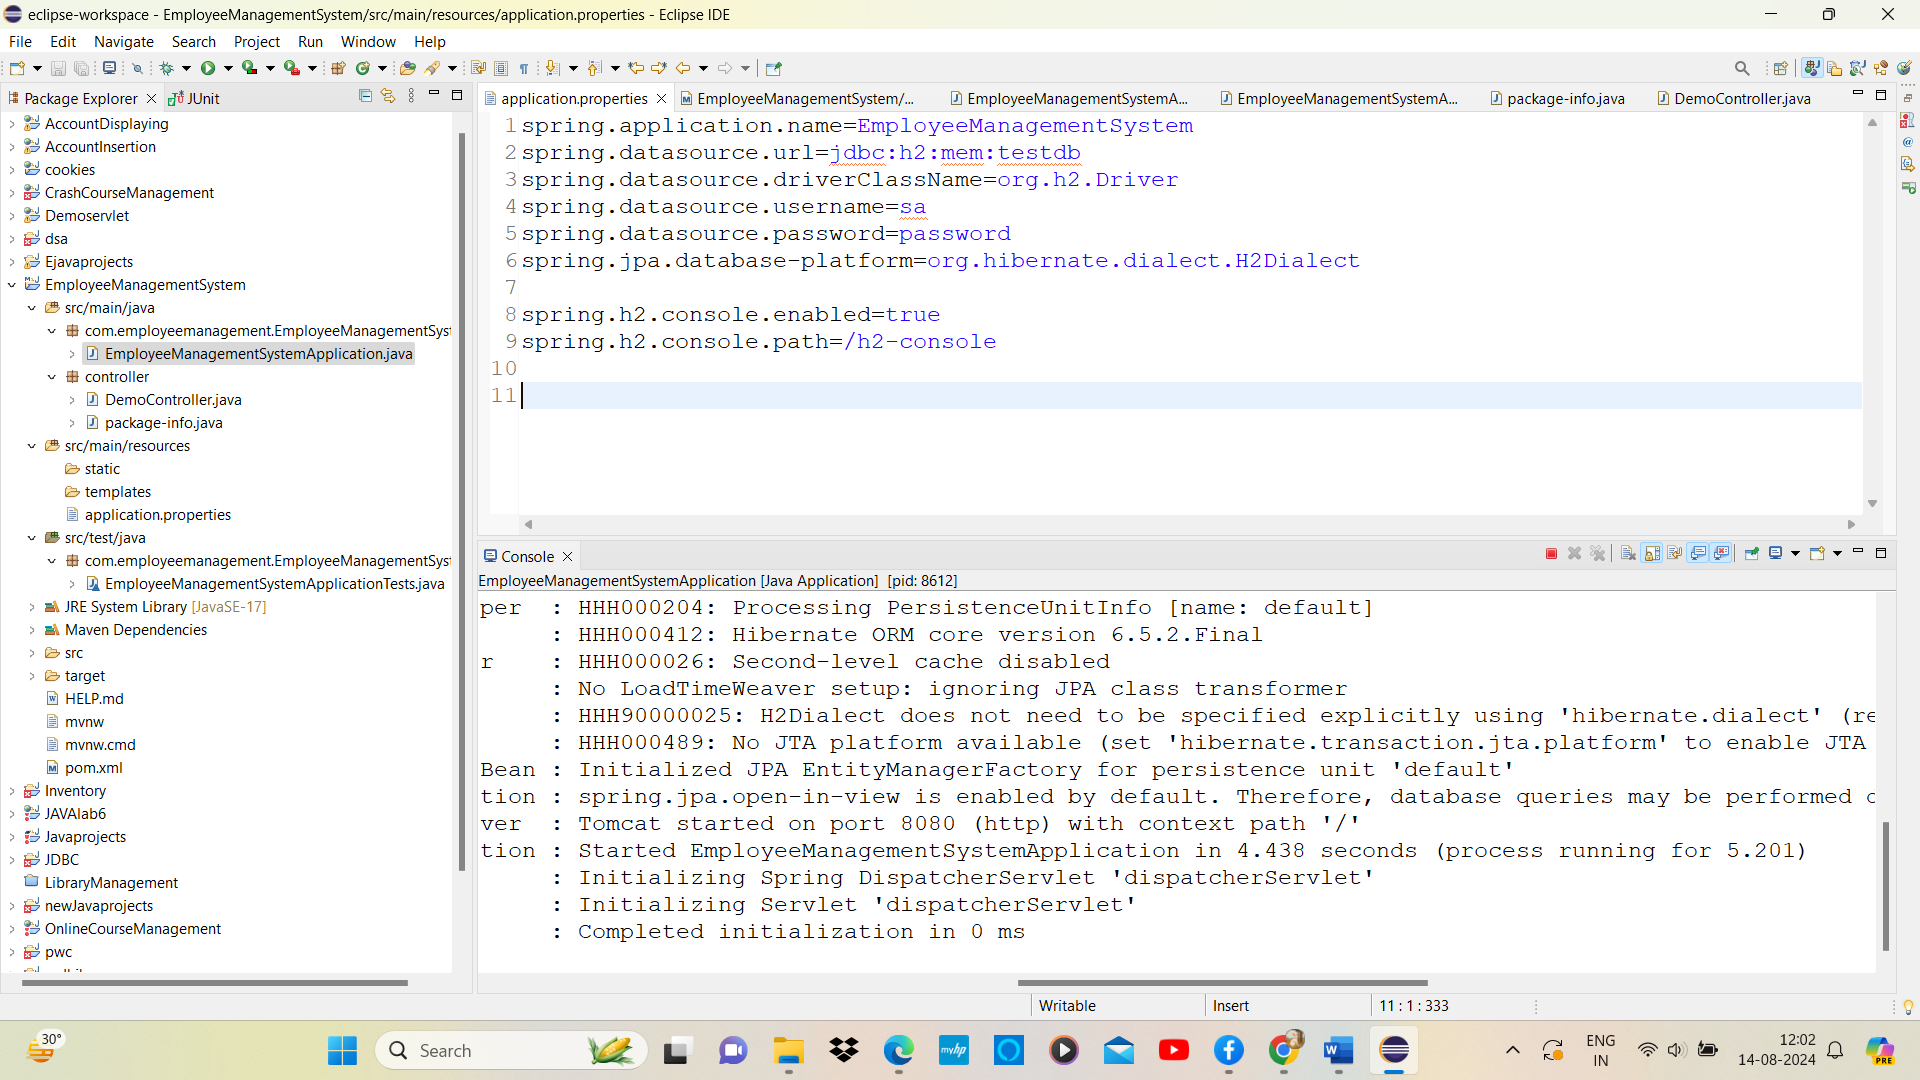 eclipse-workspace - EmployeeManagementSystem/src/main/resources/application.properties - Eclipse IDE
File Edit Navigate Search Project Run Window Help
Package Explorer JUnit
AccountDisplaying
AccountInsertion
cookies
CrashCourseManagement
Demoservlet
dsa
Ejavaprojects
EmployeeManagementSystem
src/main/java
com.employeemanagement.EmployeeManagementSyst
EmployeeManagementSystemApplication.java
controller
DemoController.java
package-info.java
src/main/resources
static
templates
application.properties
src/test/java
com.employeemanagement.EmployeeManagementSyst
EmployeeManagementSystemApplicationTests.java
JRE System Library [JavaSE-17]
Maven Dependencies
src
target
HELP.md
mvnw
mvnw.cmd
pom.xml
Inventory
JAVAlab6
Javaprojects
JDBC
LibraryManagement
newJavaprojects
OnlineCourseManagement
pwc
application.properties EmployeeManagementSystem/... EmployeeManagementSystemA... EmployeeManagementSystemA... package-info.java DemoController.java
1 spring.application.name=EmployeeManagementSystem
2 spring.datasource.url=jdbc:h2:mem:testdb
3 spring.datasource.driverClassName=org.h2.Driver
4 spring.datasource.username=sa
5 spring.datasource.password=password
6 spring.jpa.database-platform=org.hibernate.dialect.H2Dialect
7
8 spring.h2.console.enabled=true
9 spring.h2.console.path=/h2-console
10
11
Console
EmployeeManagementSystemApplication [Java Application] [pid: 8612]
per : HHH000204: Processing PersistenceUnitInfo [name: default]
: HHH000412: Hibernate ORM core version 6.5.2.Final
r : HHH000026: Second-level cache disabled
: No LoadTimeWeaver setup: ignoring JPA class transformer
: HHH90000025: H2Dialect does not need to be specified explicitly using 'hibernate.dialect' (re
: HHH000489: No JTA platform available (set 'hibernate.transaction.jta.platform' to enable JTA
Bean : Initialized JPA EntityManagerFactory for persistence unit 'default'
tion : spring.jpa.open-in-view is enabled by default. Therefore, database queries may be performed
ver : Tomcat started on port 8080 (http) with context path '/'
tion : Started EmployeeManagementSystemApplication in 4.438 seconds (process running for 5.201)
: Initializing Spring DispatcherServlet 'dispatcherServlet'
: Initializing Servlet 'dispatcherServlet'
: Completed initialization in 0 ms
Writable Insert 11 : 1 : 333
30°
Search
myhp
ENG
IN
12:02
14-08-2024
PRE